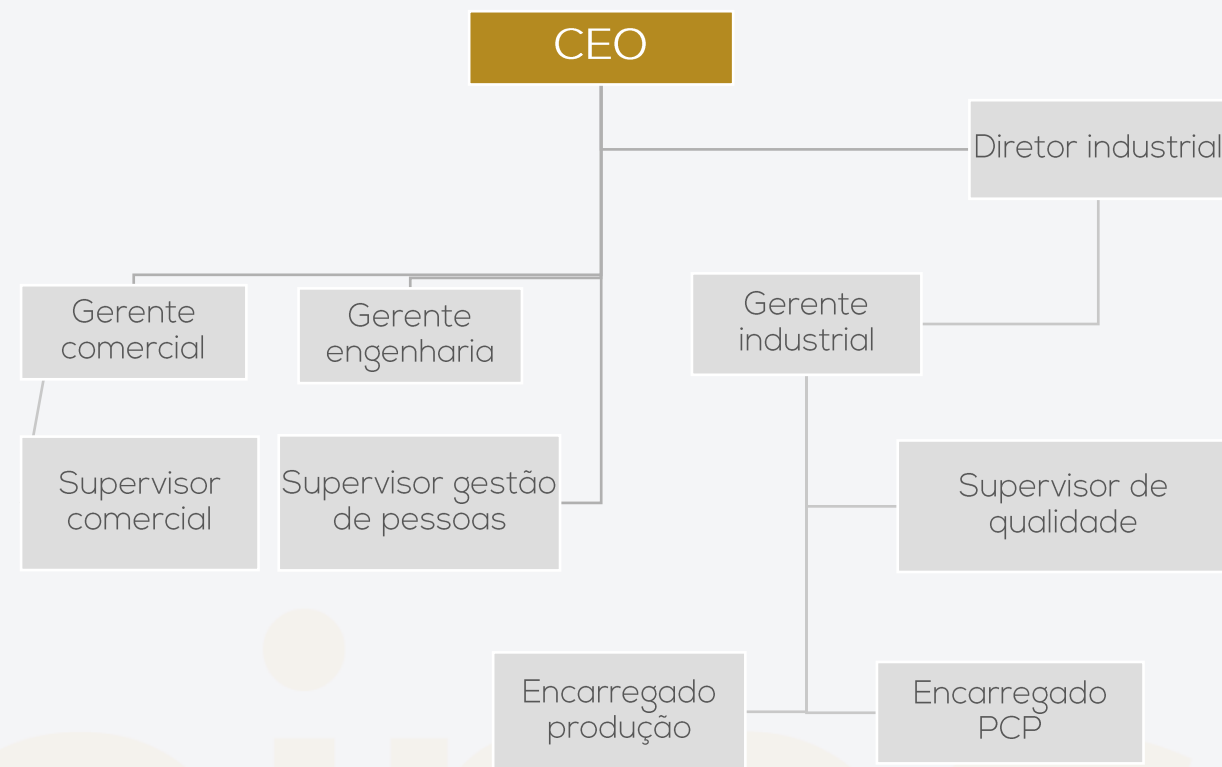 CEO
Diretor industrial
Gerente
comercial
Gerente
engenharia
Gerente
industrial
Supervisor
comercial
Supervisor gestão
de pessoas
Supervisor de
qualidade
Encarregado
produção
Encarregado
PCP